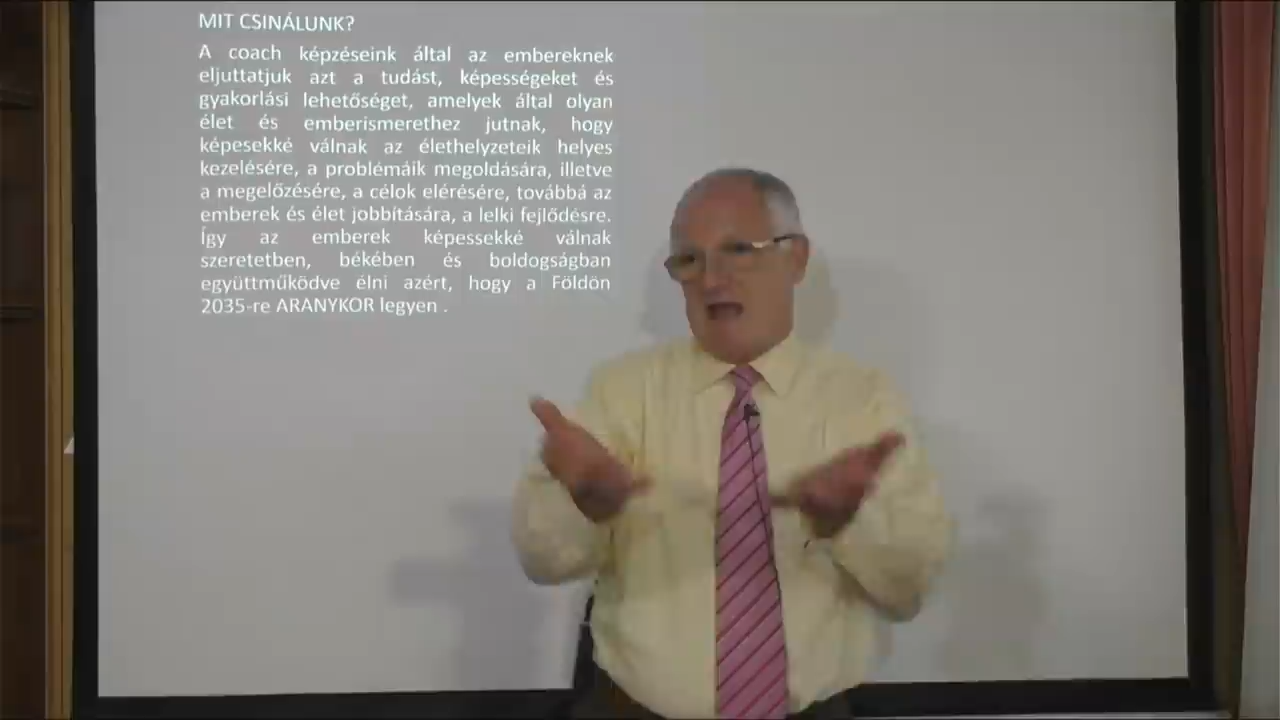 MIT CSINÁLUNK?
A coach képzéseink által az embereknek
eljuttatjuk azt a tudást, képességeket és
gyakorlási lehetőséget, amelyek által olyan
élet és emberismerethez jutnak, hogy
képesekké válnak az élethelyzeteik helyes
kezelésére, a problémáik megoldására, illetve
a megelőzésére, a célok elérésére, továbbá az
emberek és élet jobbítására, a lelki fejlődésre.
Így az emberek képessekké válnak
szeretetben, békében és boldogságban
együttműködve élni azért, hogy a Földön
2035-re ARANYKOR legyen .